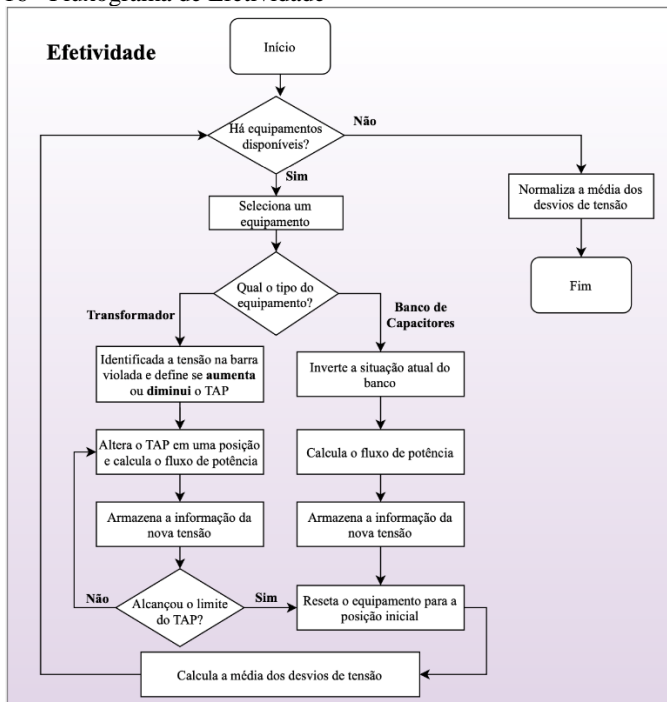 Fluxograma de Efetividade
Efetividade
Início
Há equipamentos
disponíveis?
Não
Sim
Normaliza a média dos
desvios de tensão
Seleciona um
equipamento
Fim
Qual o tipo do
equipamento?
Transformador
Banco de
Capacitores
Identificada a tensão na barra
violada e define se aumenta
ou diminui o TAP
Inverte a situação atual do
banco
Altera o TAP em uma posição
e calcula o fluxo de potência
Calcula o fluxo de potência
Armazena a informação da
nova tensão
Armazena a informação da
nova tensão
Não
Alcançou o limite
do TAP?
Sim
Reseta o equipamento para a
posição inicial
Calcula a média dos desvios de tensão